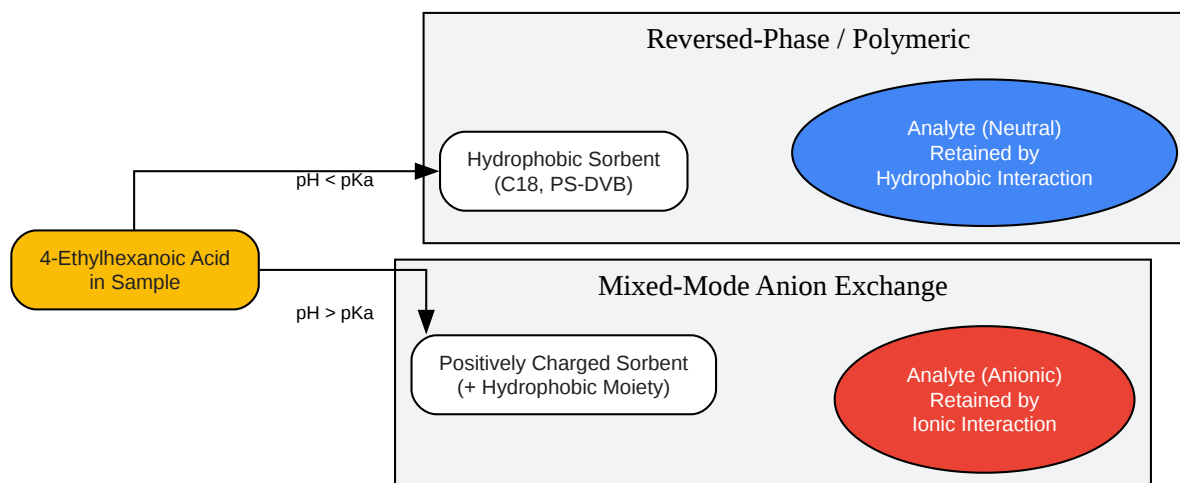 Reversed-Phase / Polymeric
Analyte (Neutral)
Retained by
Hydrophobic Interaction
Hydrophobic Sorbent
(C18, PS-DVB)
pH < pKa
4-Ethylhexanoic Acid
in Sample
pH > pKa
Mixed-Mode Anion Exchange
Positively Charged Sorbent
(+ Hydrophobic Moiety)
Analyte (Anionic)
Retained by
Ionic Interaction